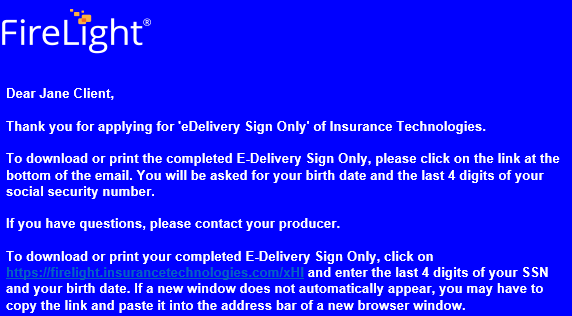 FireLight®
Dear Jane Client,
Thank you for applying for 'eDelivery Sign Only' of Insurance Technologies.
To download or print the completed E-Delivery Sign Only, please click on the link at the
bottom of the email. You will be asked for your birth date and the last 4 digits of your
social security number.
If you have questions, please contact your producer.
To download or print your completed E-Delivery Sign Only, click on
https://firelight.insurancetechnologies.com/xHI and enter the last 4 digits of your SSN
and your birth date. If a new window does not automatically appear, you may have to
copy the link and paste it into the address bar of a new browser window.